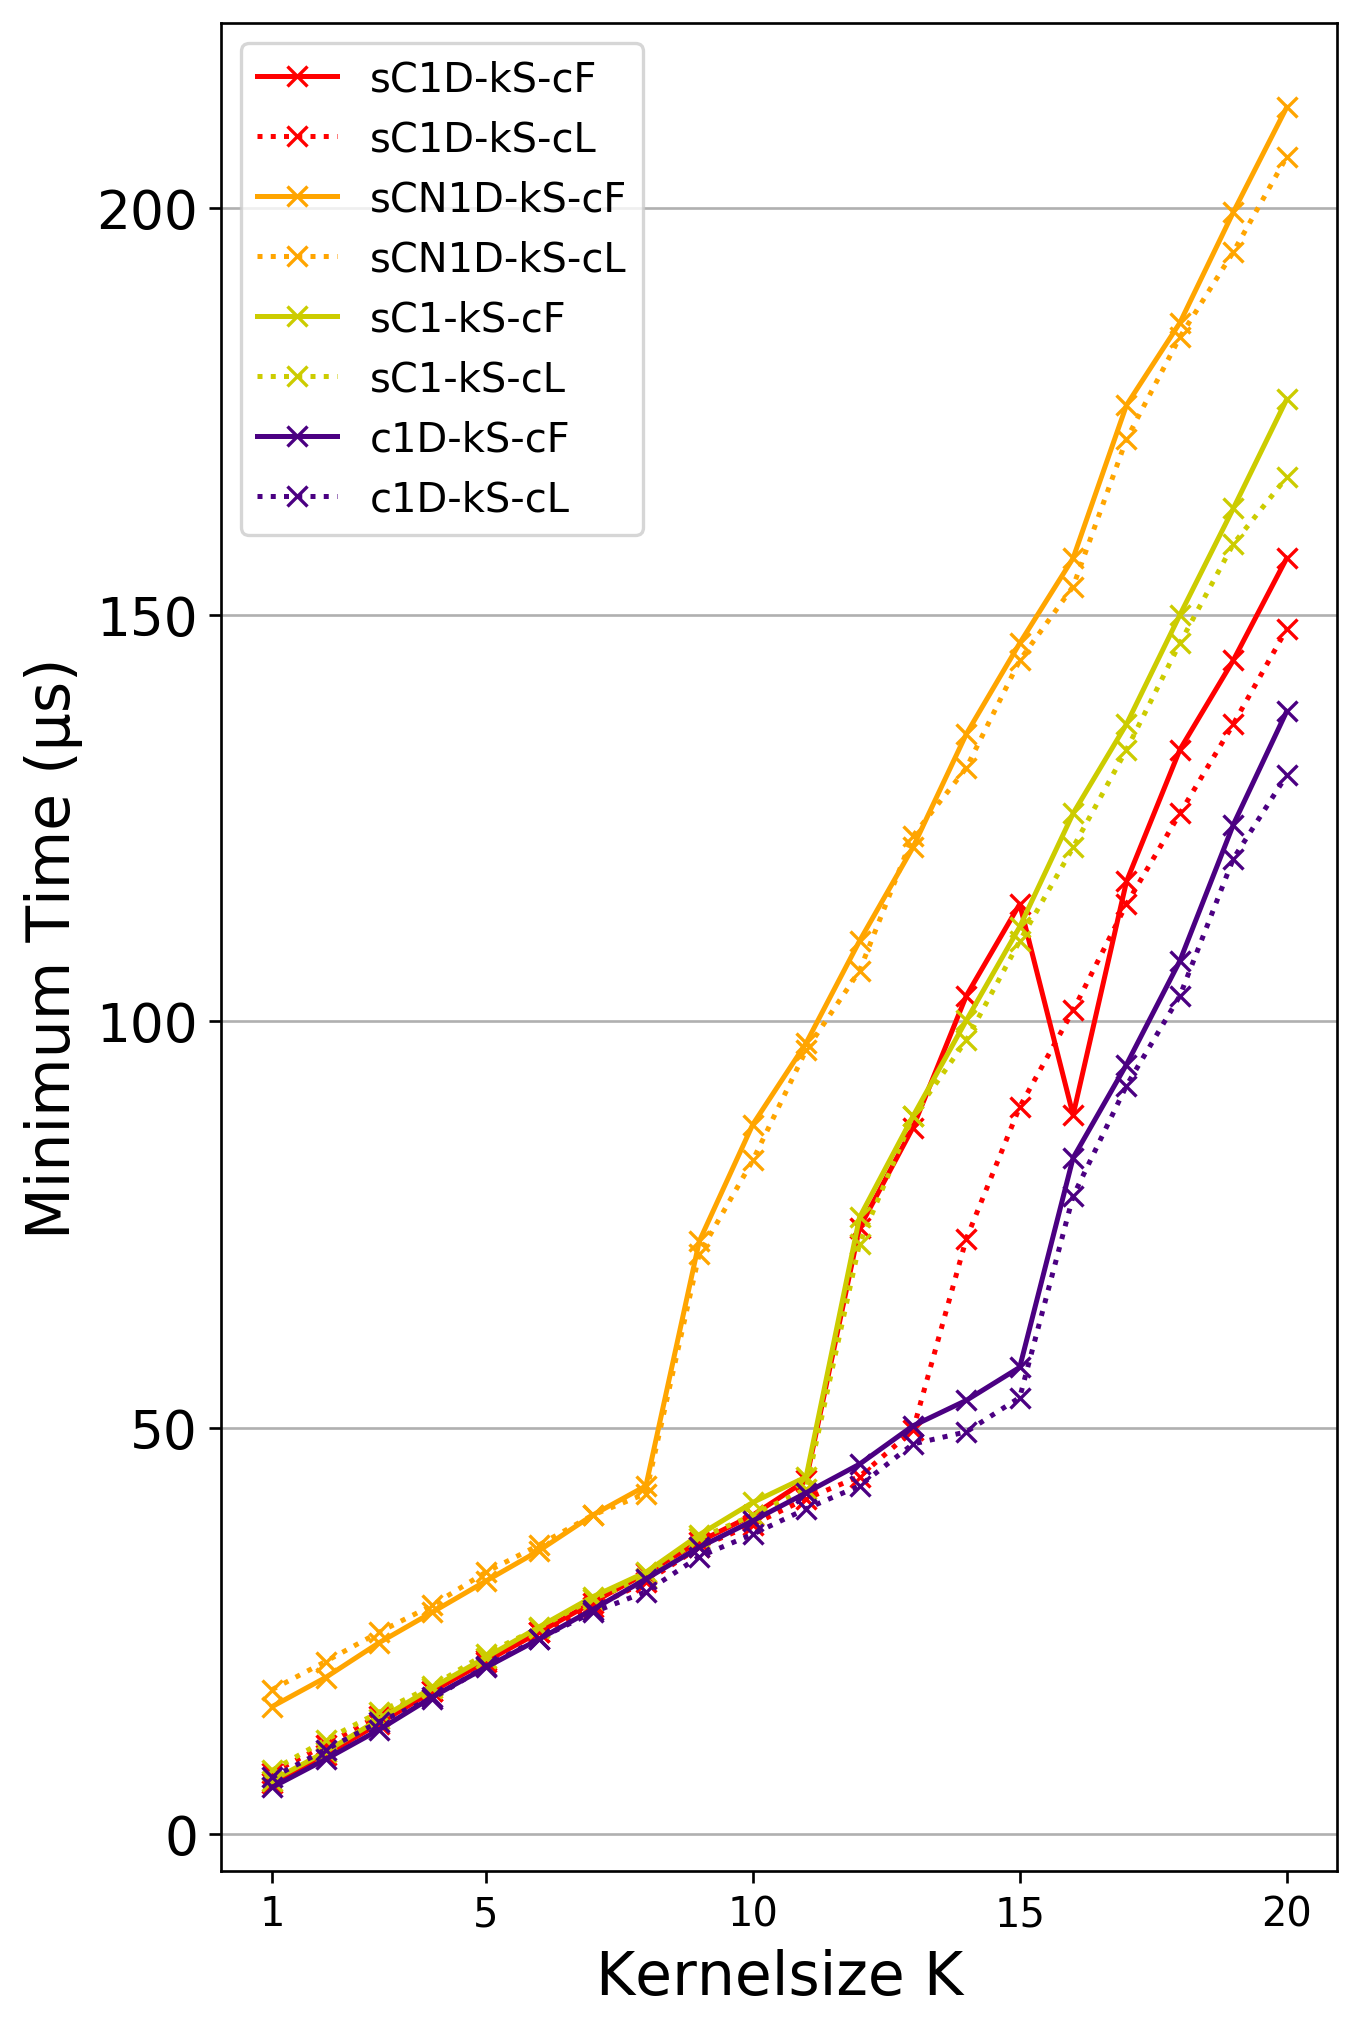 sC1D-kS-cF
sC1D-kS-cL
sCN1D-kS-cF
sCN1D-kS-cL
sC1-kS-cF
sC1-kS-cL
c1D-kS-cF
c1D-kS-cL
200
150
100
50
0
Minimum Time (µs)
1 5 10 15 20
Kernelsize K